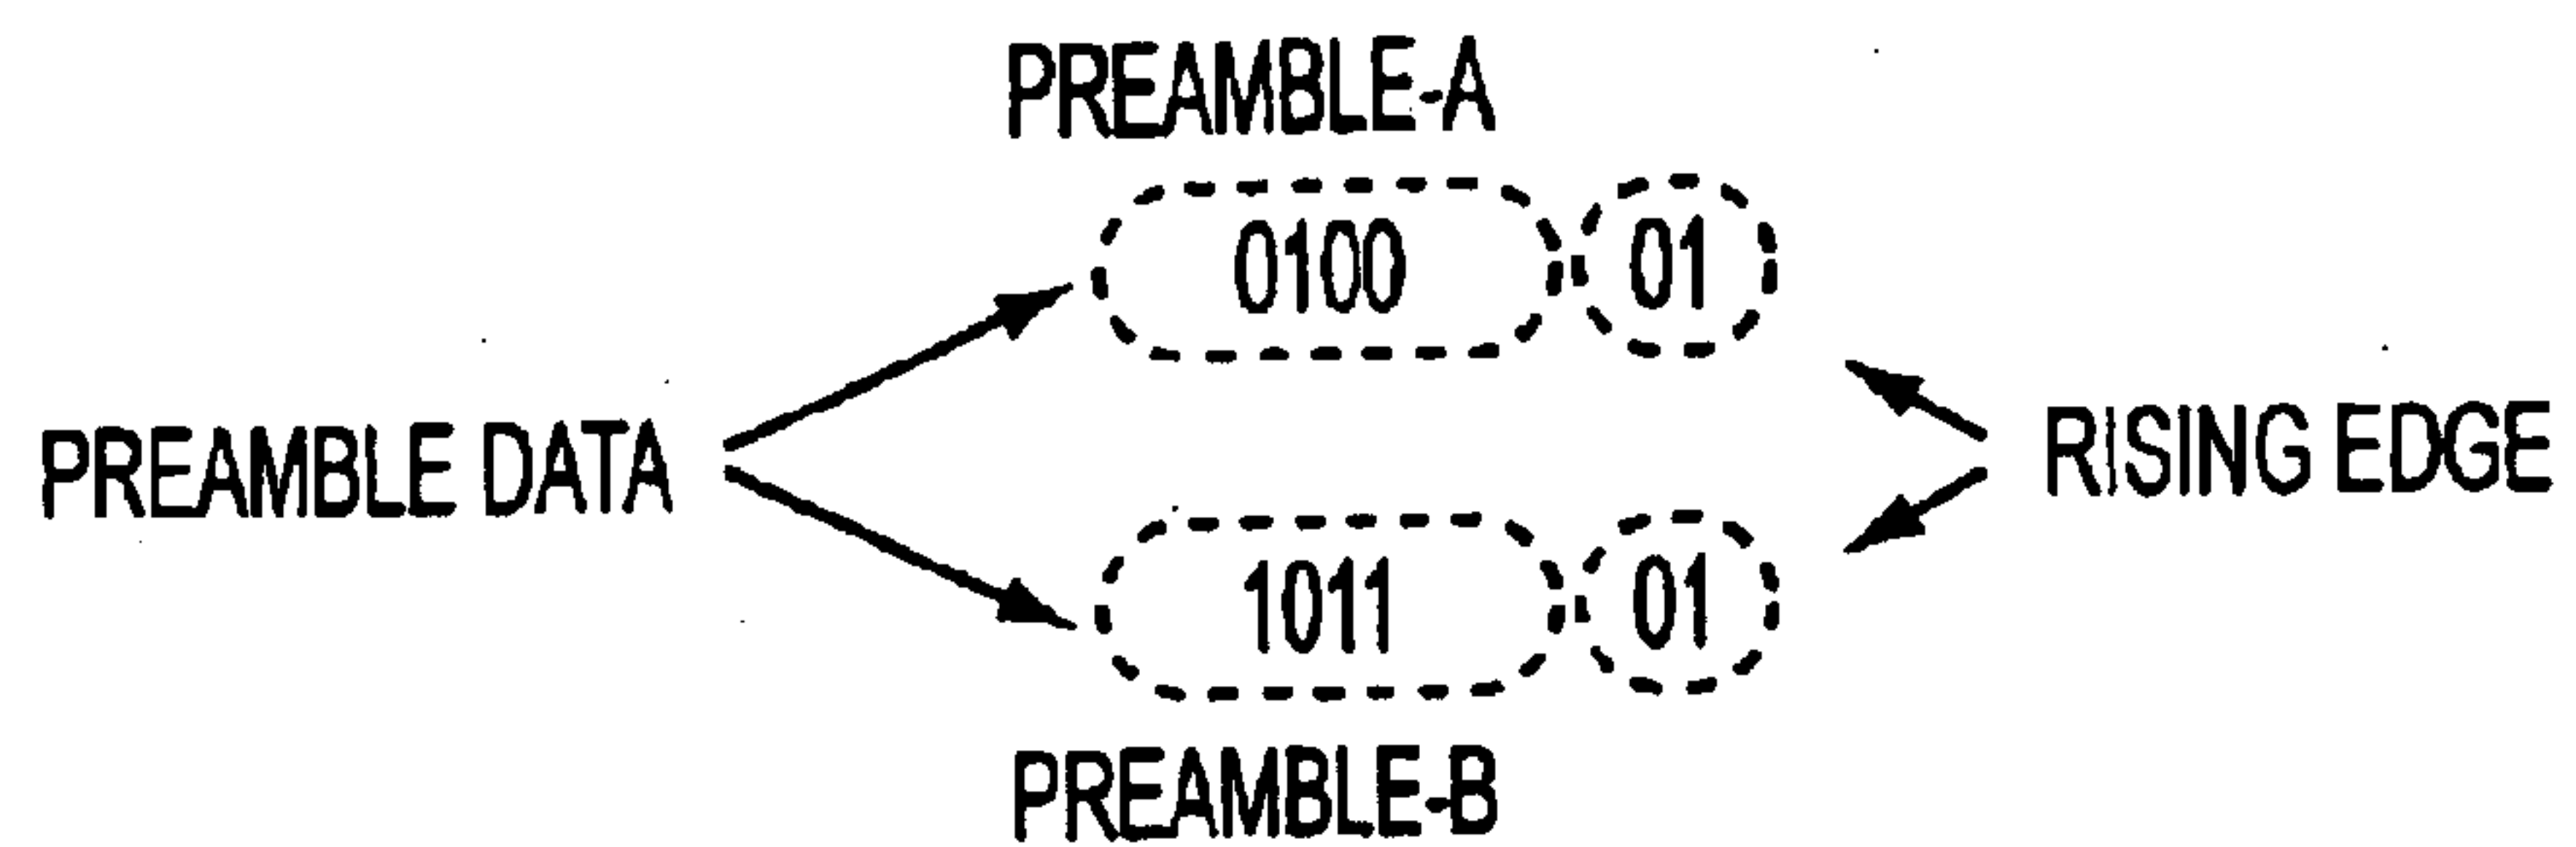 PREAMBLE-A
0100 01
PREAMBLE DATA
RISING EDGE
1011 01
PREAMBLE-B